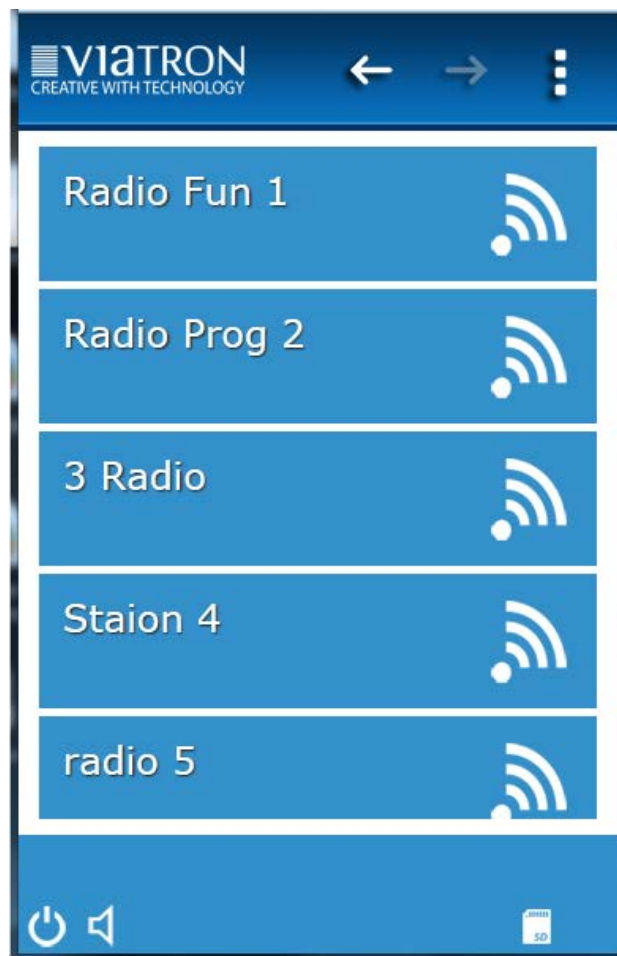 VIATRON
CREATIVE WITH TECHNOLOGY
Radio Fun 1
Radio Prog 2
3 Radio
Staion 4
radio 5
SD